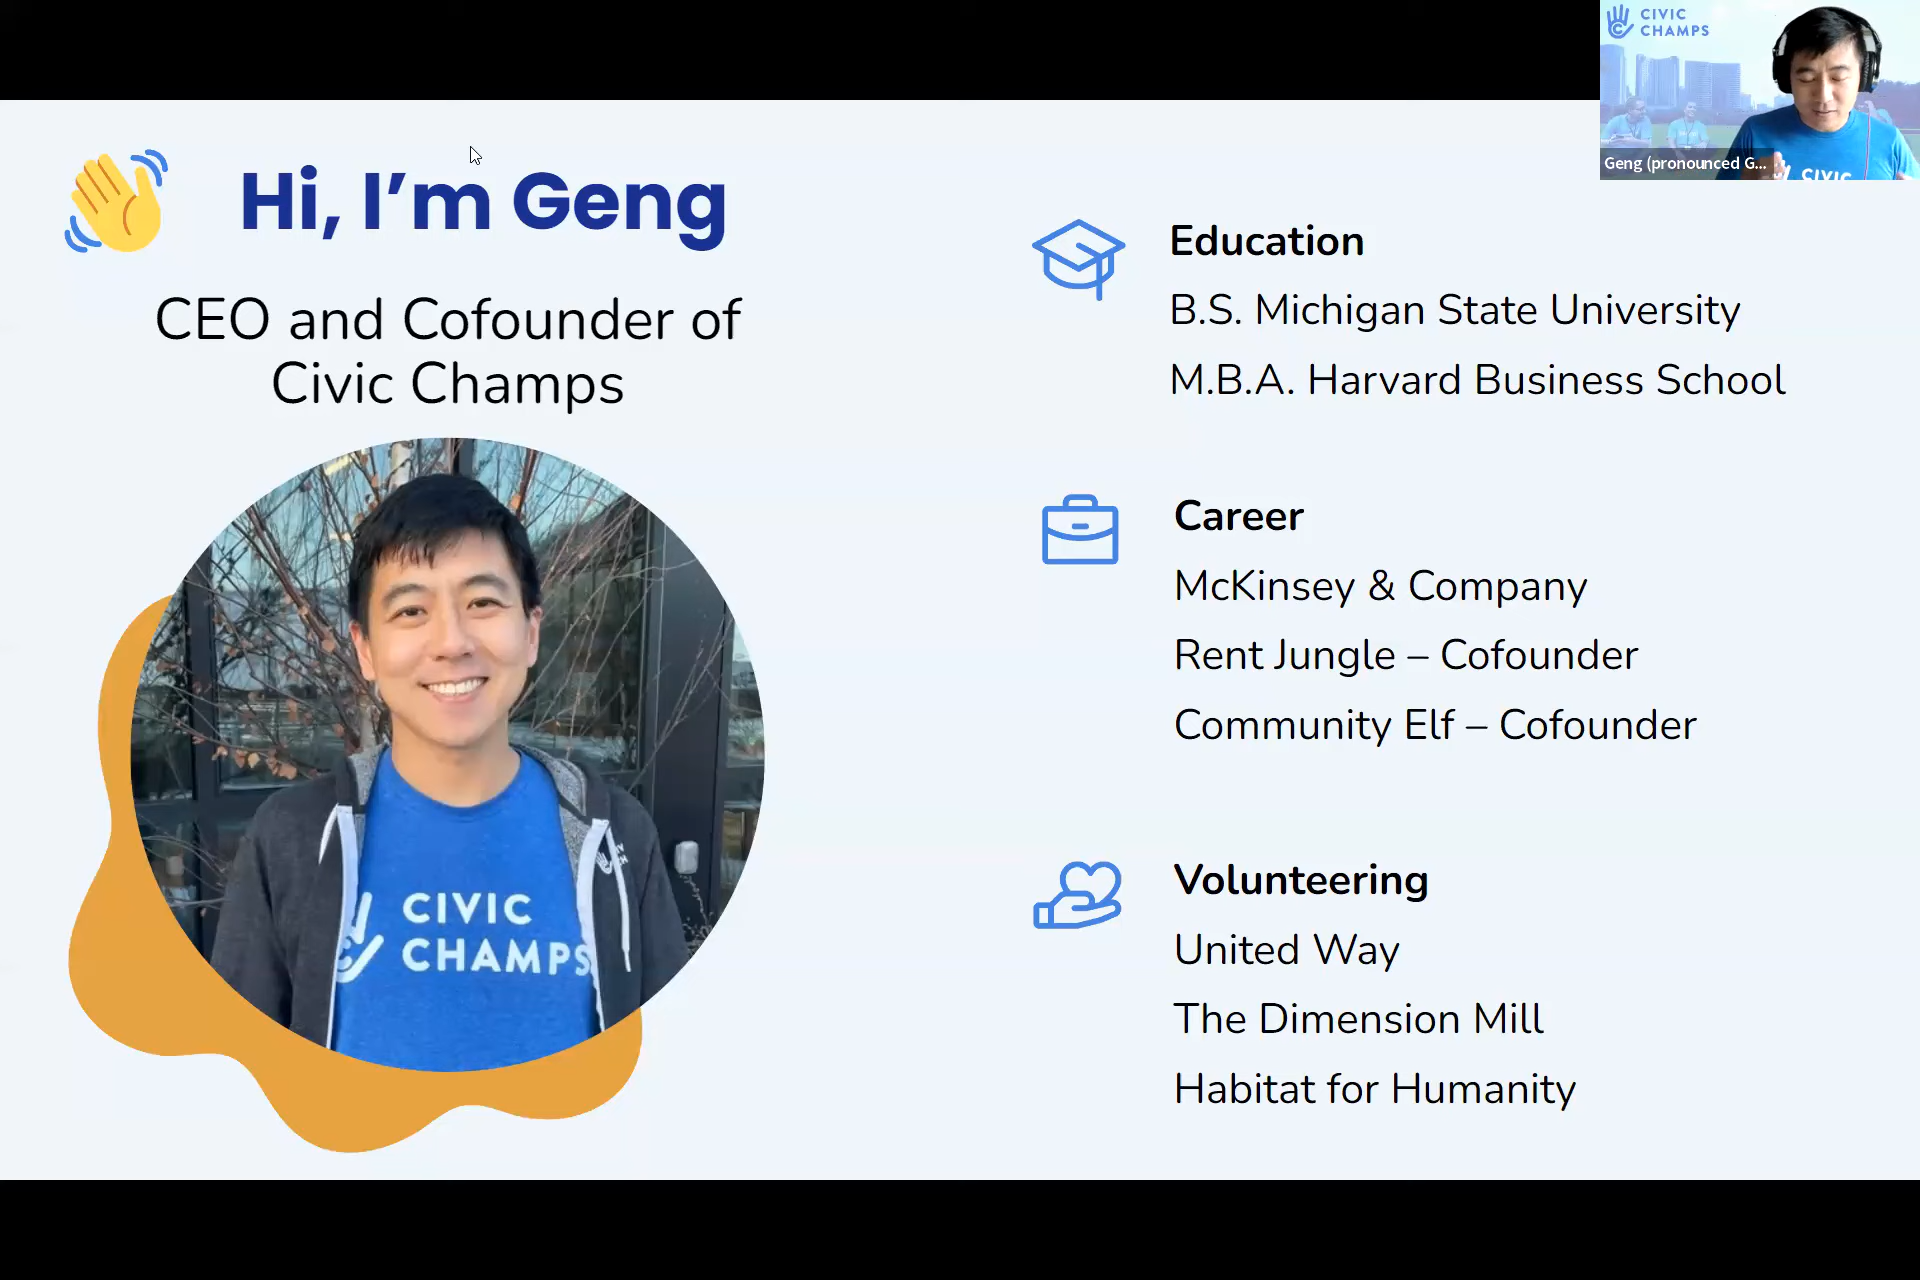 Hi, I’m Geng
CEO and Cofounder of
Civic Champs
CIVIC
CHAMPS
Education
B.S. Michigan State University
M.B.A. Harvard Business School
Career
McKinsey & Company
Rent Jungle – Cofounder
Community Elf – Cofounder
Volunteering
United Way
The Dimension Mill
Habitat for Humanity
CIVIC
CHAMPS
Geng (pronounced G...
CIVIC